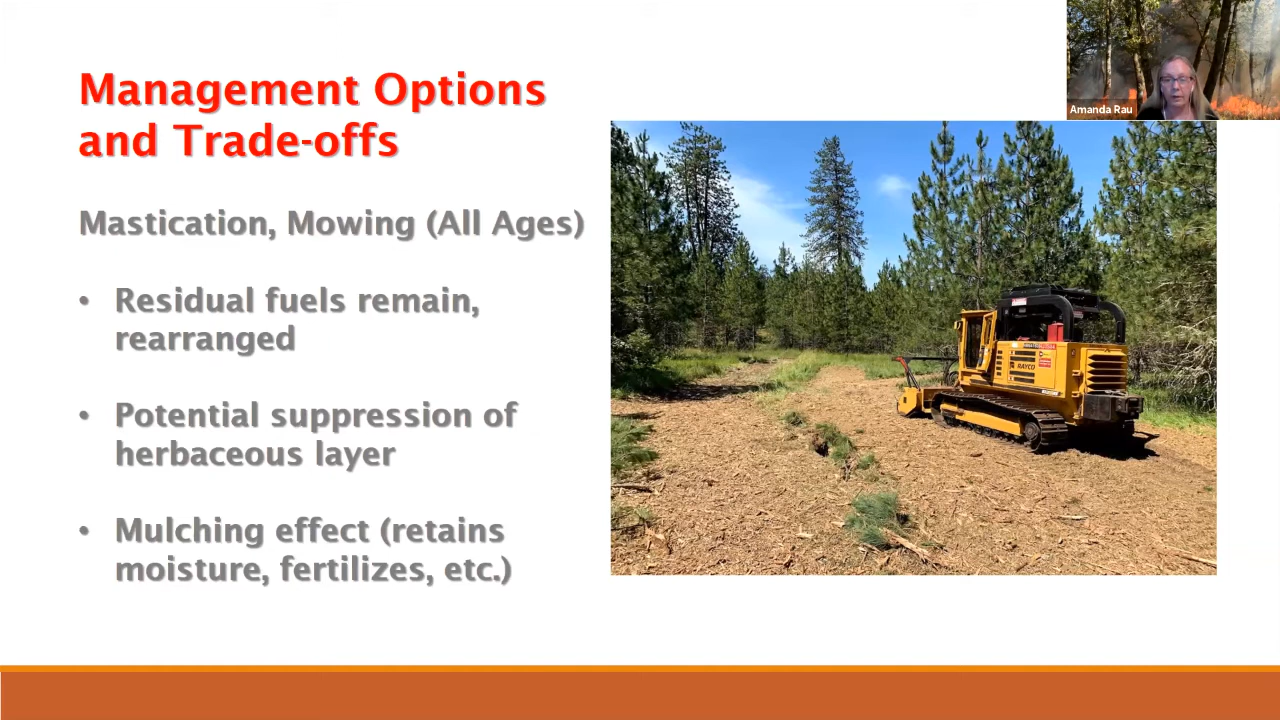 Management Options
and Trade-offs
Mastication, Mowing (All Ages)
• Residual fuels remain,
rearranged
• Potential suppression of
herbaceous layer
• Mulching effect (retains
moisture, fertilizes, etc.)
Amanda Rau
RAYCO